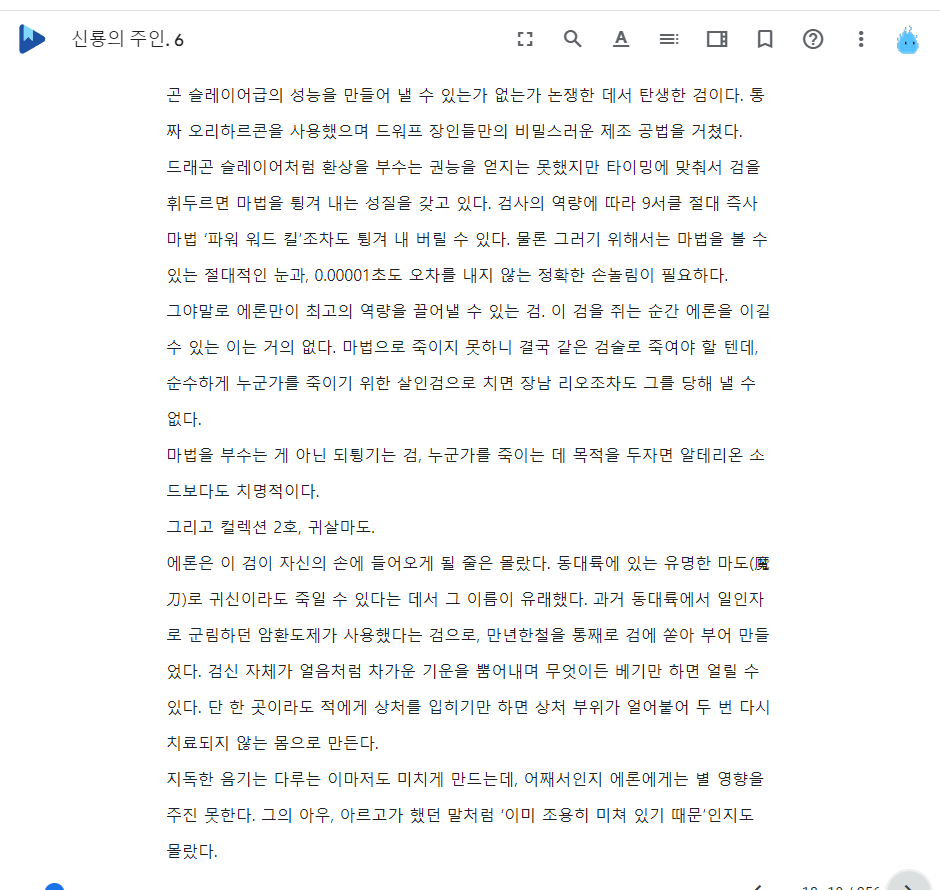 신룡의 주인. 6
곤 슬레이어급의 성능을 만들어 낼 수 있는가 없는가 논쟁한 데서 탄생한 검이다. 통
짜 오리하르콘을 사용했으며 드워프 장인들만의 비밀스러운 제조 공법을 거쳤다.
드래곤 슬레이어처럼 환상을 부수는 권능을 얻지는 못했지만 타이밍에 맞춰서 검을
휘두르면 마법을 튕겨 내는 성질을 갖고 있다. 검사의 역량에 따라 9서클 절대 즉사
마법 ‘파워 워드 킬’조차도 튕겨 내 버릴 수 있다. 물론 그러기 위해서는 마법을 볼 수
있는 절대적인 눈과, 0.00001초도 오차를 내지 않는 정확한 손놀림이 필요하다.
그야말로 에론만이 최고의 역량을 끌어낼 수 있는 검. 이 검을 쥐는 순간 에론을 이길
수 있는 이는 거의 없다. 마법으로 죽이지 못하니 결국 같은 검술로 죽여야 할 텐데,
순수하게 누군가를 죽이기 위한 살인검으로 치면 장남 리오조차도 그를 당해 낼 수
없다.
마법을 부수는 게 아닌 되튕기는 검, 누군가를 죽이는 데 목적을 두자면 알테리온 소
드보다도 치명적이다.
그리고 컬렉션 2호, 귀살마도.
에론은 이 검이 자신의 손에 들어오게 될 줄은 몰랐다. 동대륙에 있는 유명한 마도(魔
刀)로 귀신이라도 죽일 수 있다는 데서 그 이름이 유래했다. 과거 동대륙에서 일인자
로 군림하던 암환도제가 사용했다는 검으로, 만년한철을 통째로 검에 쏟아 부어 만들
었다. 검신 자체가 얼음처럼 차가운 기운을 뿜어내며 무엇이든 베기만 하면 얼릴 수
있다. 단 한 곳이라도 적에게 상처를 입히기만 하면 상처 부위가 얼어붙어 두 번 다시
치료되지 않는 몸으로 만든다.
지독한 음기는 다루는 이마저도 미치게 만드는데, 어째서인지 에론에게는 별 영향을
주진 못한다. 그의 아우, 아르고가 했던 말처럼 ‘이미 조용히 미쳐 있기 때문’인지도
몰랐다.